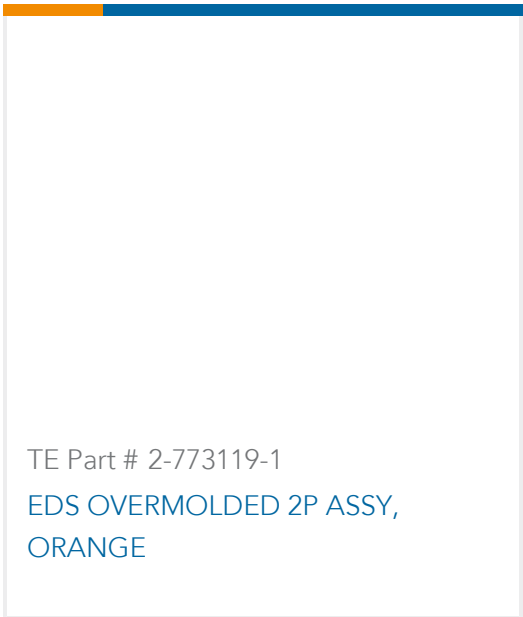 TE Part # 2-773119-1
EDS OVERMOLDED 2P ASSY,
ORANGE